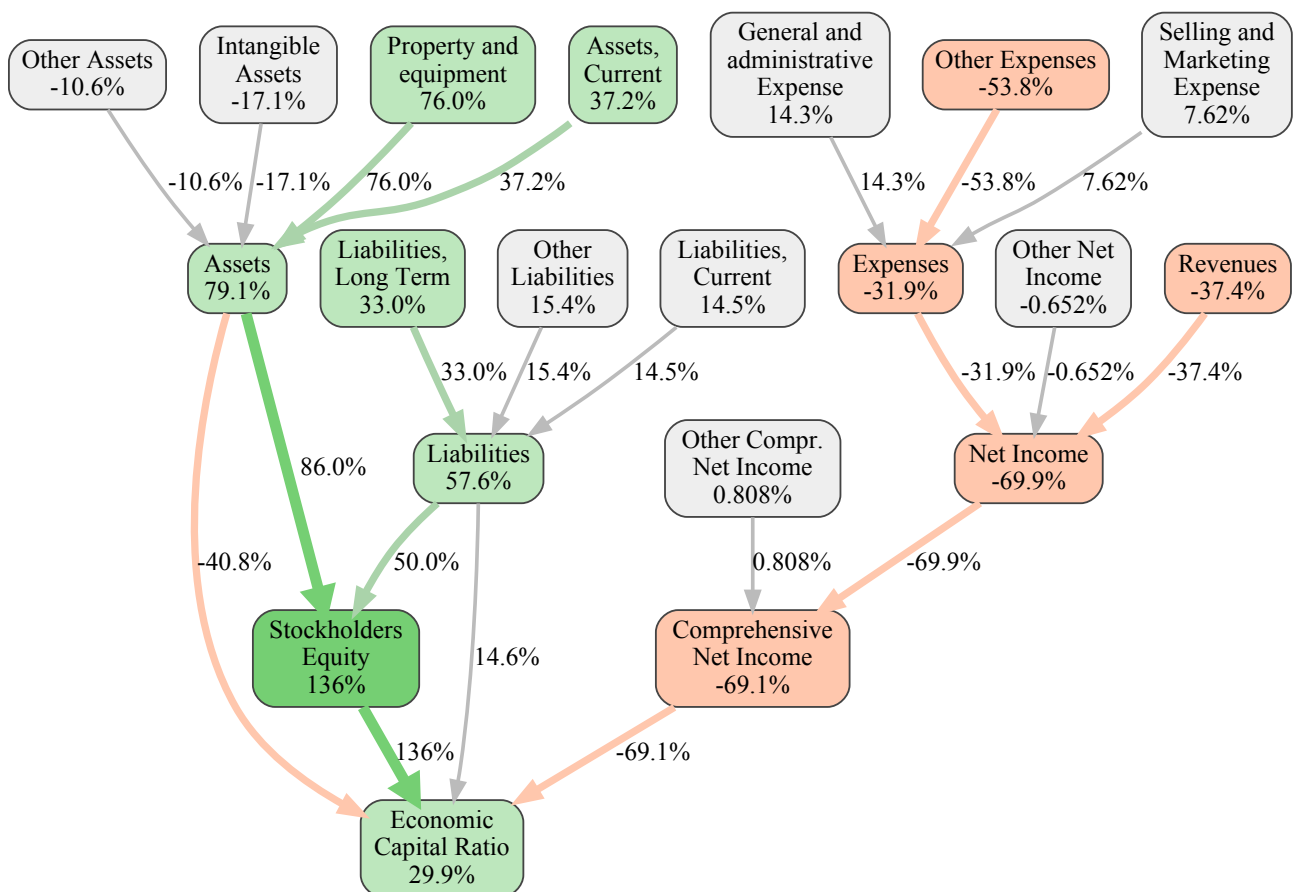 Other Assets
-10.6%
Intangible
Assets
-17.1%
Property and
equipment
76.0%
Assets,
Current
37.2%
General and
administrative
Expense
14.3%
Other Expenses
-53.8%
Selling and
Marketing
Expense
7.62%
-10.6%
-17.1%
76.0%
37.2%
14.3%
-53.8%
7.62%
Assets
79.1%
Liabilities,
Long Term
33.0%
Other
Liabilities
15.4%
Liabilities,
Current
14.5%
Expenses
-31.9%
Other Net
Income
-0.652%
Revenues
-37.4%
33.0%
15.4%
14.5%
-31.9%
-0.652%
-37.4%
86.0%
Liabilities
57.6%
Other Compr.
Net Income
0.808%
Net Income
-69.9%
-40.8%
50.0%
0.808%
-69.9%
Stockholders
Equity
136%
14.6%
Comprehensive
Net Income
-69.1%
136%
-69.1%
Economic
Capital Ratio
29.9%